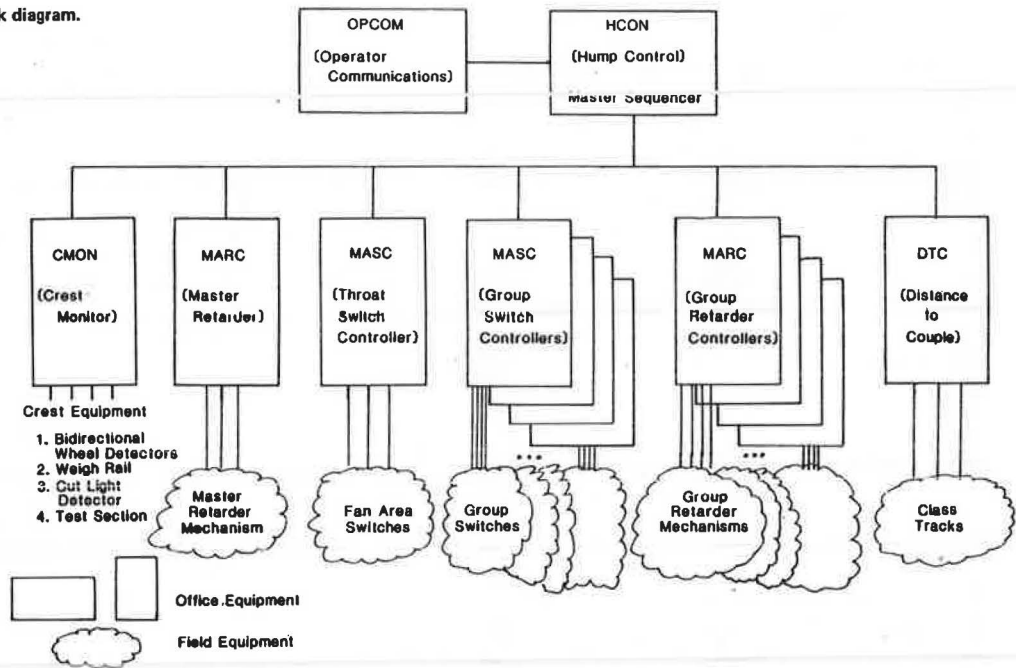 k diagram.
OPCOM
(Operator
Communications)
HCON
(Hump Control)
Master Sequencer
CMON
(Crest
Monitor)
MARC
(Master
Retarder)
MASC
(Throat
Switch
Controller)
MASC
(Group
Switch
Controllers)
MARC
(Group
Retarder
Controllers)
DTC
(Distance
to
Couple)
Crest Equipment
1. Bidirectional
Wheel Detectors
2. Weigh Rail
3. Cut Light
Detector
4. Test Section
Master
Retarder
Mechanism
Fan Area
Switches
Group
Switches
...
Group
Retarder
Mechanisms
...
Class
Tracks
Office.Equipment
Field Equipment